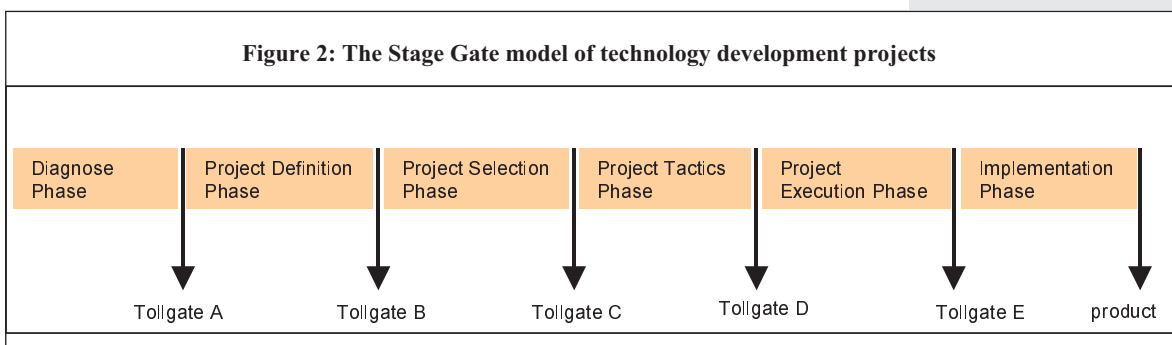 Figure 2: The Stage Gate model of technology development projects
Diagnose
Phase
Project Definition
Phase
Project Selection
Phase
Project Tactics
Phase
Project
Execution Phase
Implementation
Phase
Tollgate A
Tollgate B
Tollgate C
Tollgate D
Tollgate E
product